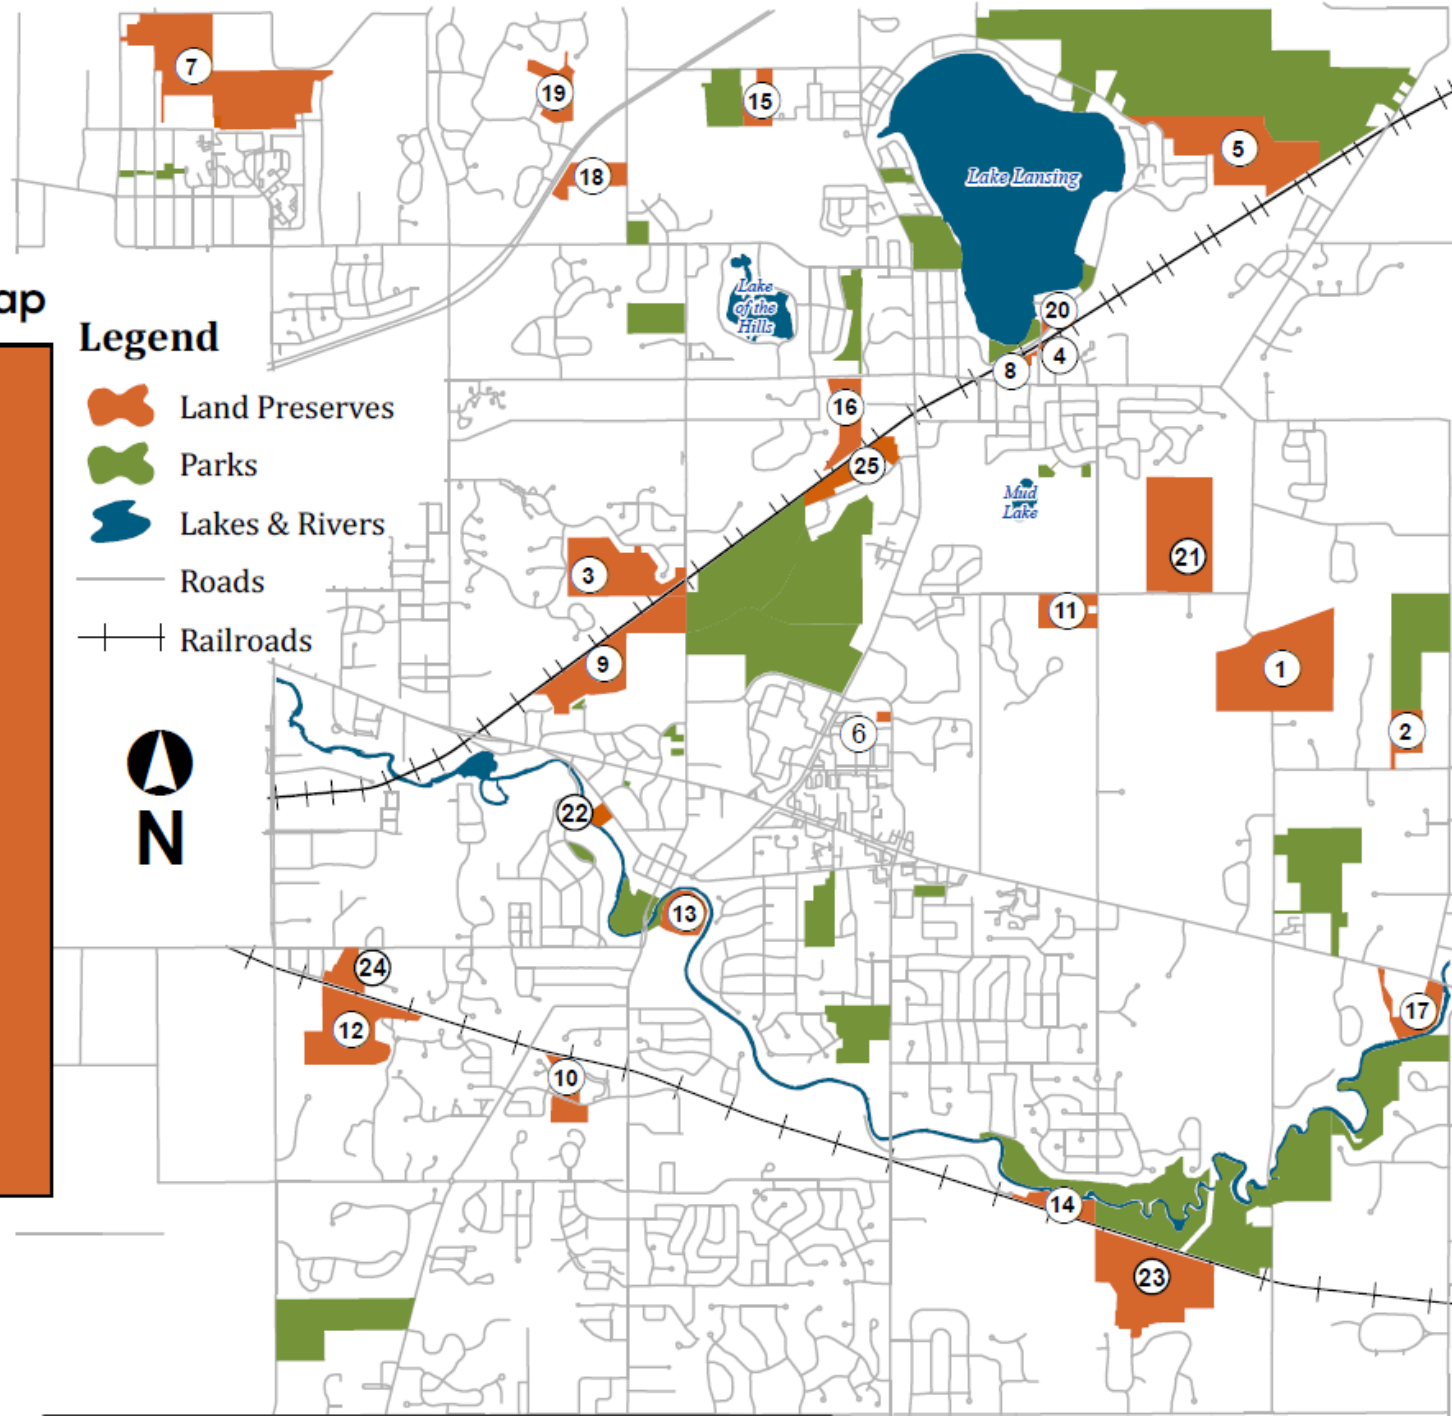 7
19
15
5
18
Lake Lansing
ap
Lake
of the
Hills
20
4
8
Legend
Land Preserves
Parks
Lakes & Rivers
Roads
Railroads
16
25
Mud
Lake
21
3
11
9
1
6
2
N
22
13
24
12
17
10
14
23